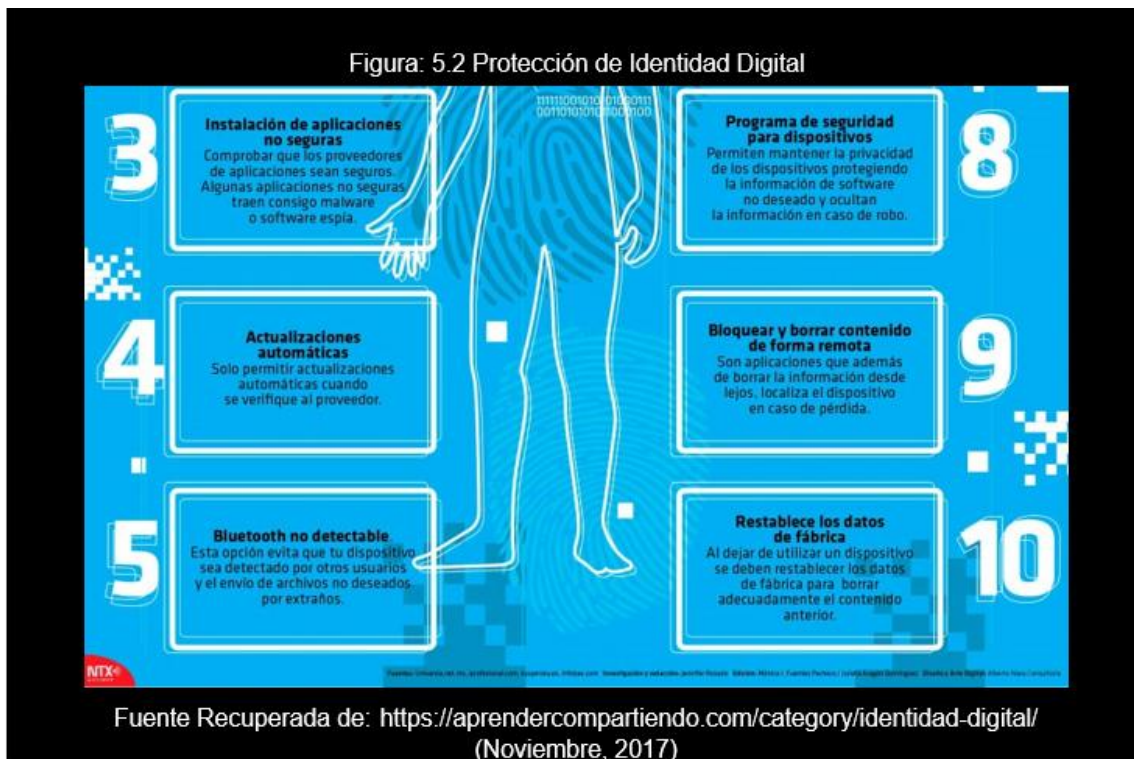 Figura: 5.2 Protección de Identidad Digital
111111001010101000111
001101010101011000100
3
Instalación de aplicaciones
no seguras
Comprobar que los proveedores
de aplicaciones sean seguros.
Algunas aplicaciones no seguras
traen consigo malware
o software espía.
4
Actualizaciones
automáticas
Solo permitir actualizaciones
automáticas cuando
se verifique al proveedor.
5
Bluetooth no detectable
Esta opción evita que tu dispositivo
sea detectado por otros usuarios
y el envío de archivos no deseados
por extraños.
8
Programa de seguridad
para dispositivos
Permiten mantener la privacidad
de los dispositivos protegiendo
la información de software
no deseado y ocultan
la información en caso de robo.
9
Bloquear y borrar contenido
de forma remota
Son aplicaciones que además
de borrar la información desde
lejos, localiza el dispositivo
en caso de pérdida.
10
Restablece los datos
de fábrica
Al dejar de utilizar un dispositivo
se deben restablecer los datos
de fábrica para borrar
adecuadamente el contenido
anterior.
NTX
Fuente Recuperada de: https://aprendercompartiendo.com/category/identidad-digital/
(Noviembre, 2017)